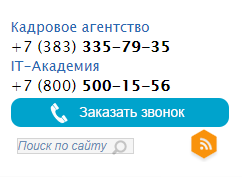 Кадровое агентство
+7 (383) 335-79-35
IT-Академия
+7 (800) 500-15-56
Заказать звонок
Поиск по сайту